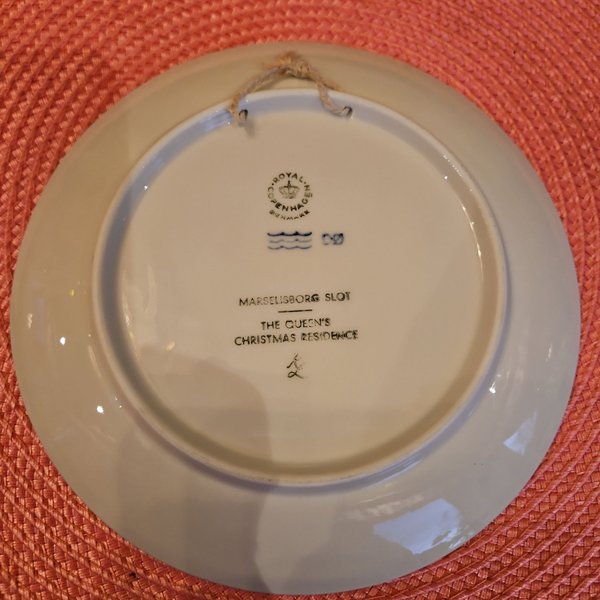 ROYAL
COPENHAGEN
DENMARK
MARSELISBORG SLOT
THE QUEEN'S
CHRISTMAS RESIDENCE